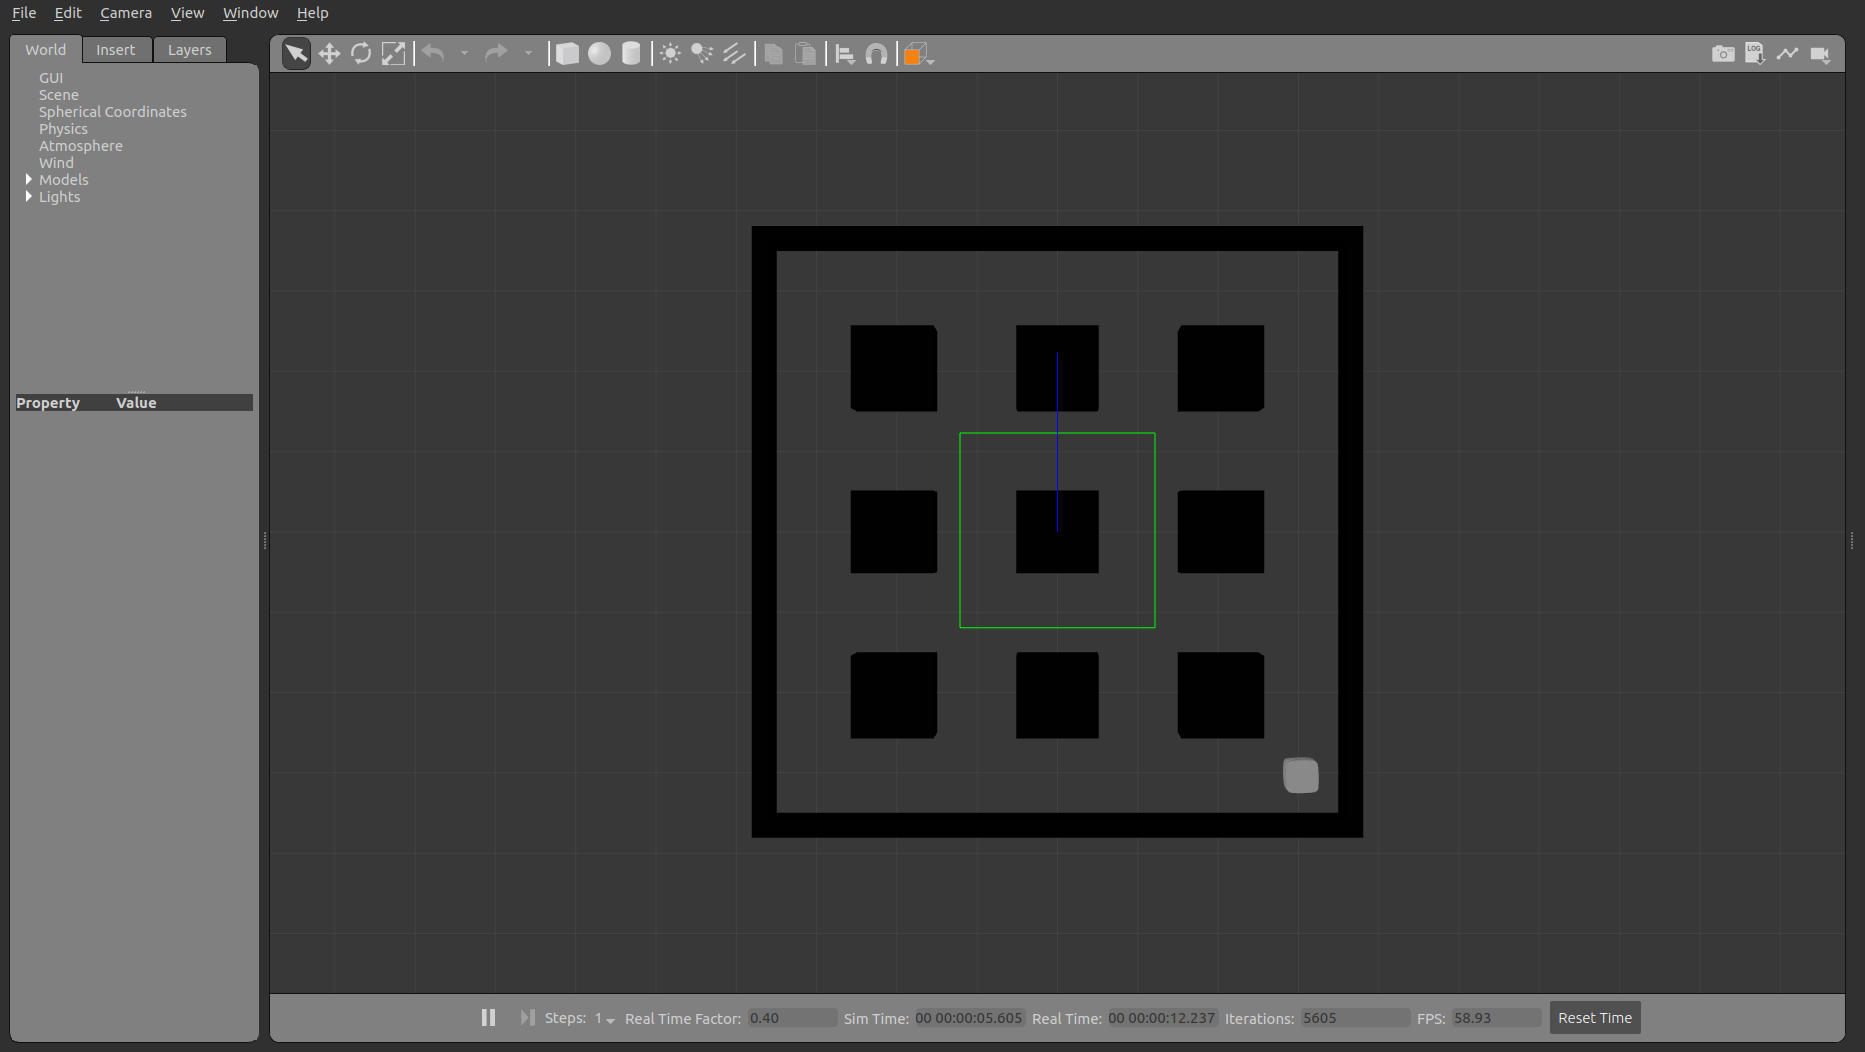 File Edit Camera View Window Help
World Insert Layers
LOG
GUI
Scene
Spherical Coordinates
Physics
Atmosphere
Wind
Models
Lights
Property Value
Steps: 1 Real Time Factor: 0.40 Sim Time: 00 00:00:05.605 Real Time: 00 00:00:12.237 Iterations: 5605 FPS: 58.93 Reset Time